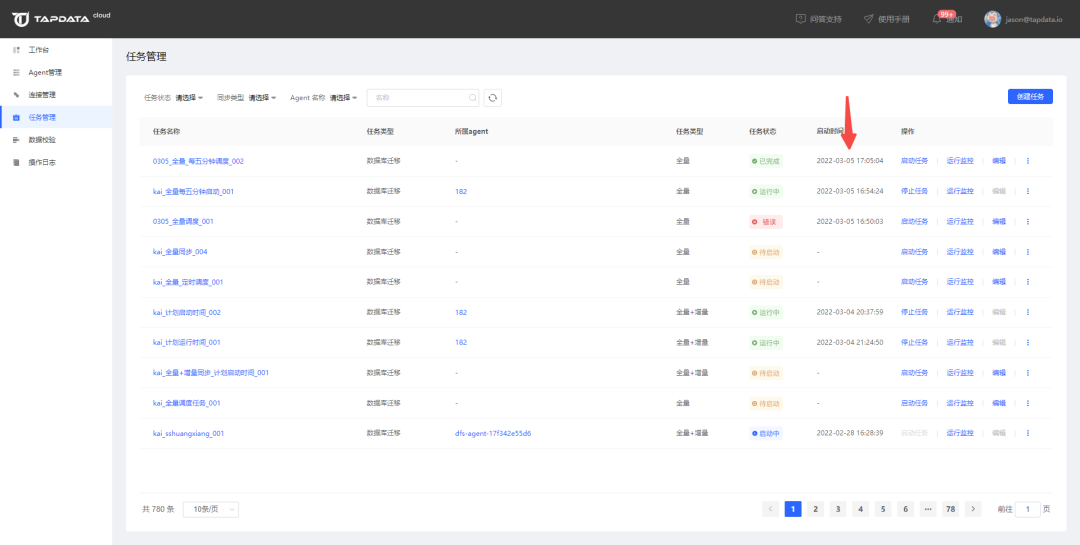 TAPDATA cloud
问答支持 使用手册 99+ 通知 jason@tapdata.io
工作台
Agent管理
连接管理
任务管理
数据校验
操作日志
任务管理
任务状态 请选择 同步类型 请选择 Agent 名称 请选择 名称 创建任务
任务名称 任务类型 所属agent 任务类型 任务状态 启动时间 操作
0305_全量_每五分钟调度_002 数据库迁移 - 全量 已完成 2022-03-05 17:05:04 启动任务 运行监控 编辑
kai_全量每五分钟启动_001 数据库迁移 182 全量 运行中 2022-03-05 16:54:24 停止任务 运行监控 编辑
0305_全量调度_001 数据库迁移 - 全量 错误 2022-03-05 16:50:03 启动任务 运行监控 编辑
kai_全量同步_004 数据库迁移 - 全量 待启动 - 启动任务 运行监控 编辑
kai_全量_定时调度_001 数据库迁移 - 全量 待启动 - 启动任务 运行监控 编辑
kai_计划启动时间_002 数据库迁移 182 全量+增量 运行中 2022-03-04 20:37:59 停止任务 运行监控 编辑
kai_计划运行时间_001 数据库迁移 182 全量+增量 运行中 2022-03-04 21:24:50 停止任务 运行监控 编辑
kai_全量+增量同步_计划启动时间_001 数据库迁移 - 全量+增量 待启动 - 启动任务 运行监控 编辑
kai_全量调度任务_001 数据库迁移 - 全量 待启动 - 启动任务 运行监控 编辑
kai_sshuangxiang_001 数据库迁移 dfs-agent-17f342e55d6 全量+增量 启动中 2022-02-28 16:28:39 启动任务 运行监控 编辑
共 780 条 10条/页 1 2 3 4 5 6 ··· 78 前往 1 页